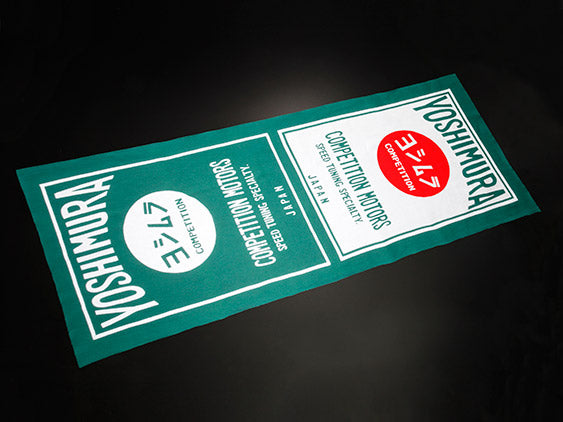 YOSHIMURA
ヨシムラ
COMPETITION
COMPETITION MOTORS
SPEED TUNING SPECIALTY.
JAPAN
YOSHIMURA
ヨシムラ
COMPETITION
COMPETITION MOTORS
SPEED TUNING SPECIALTY.
JAPAN